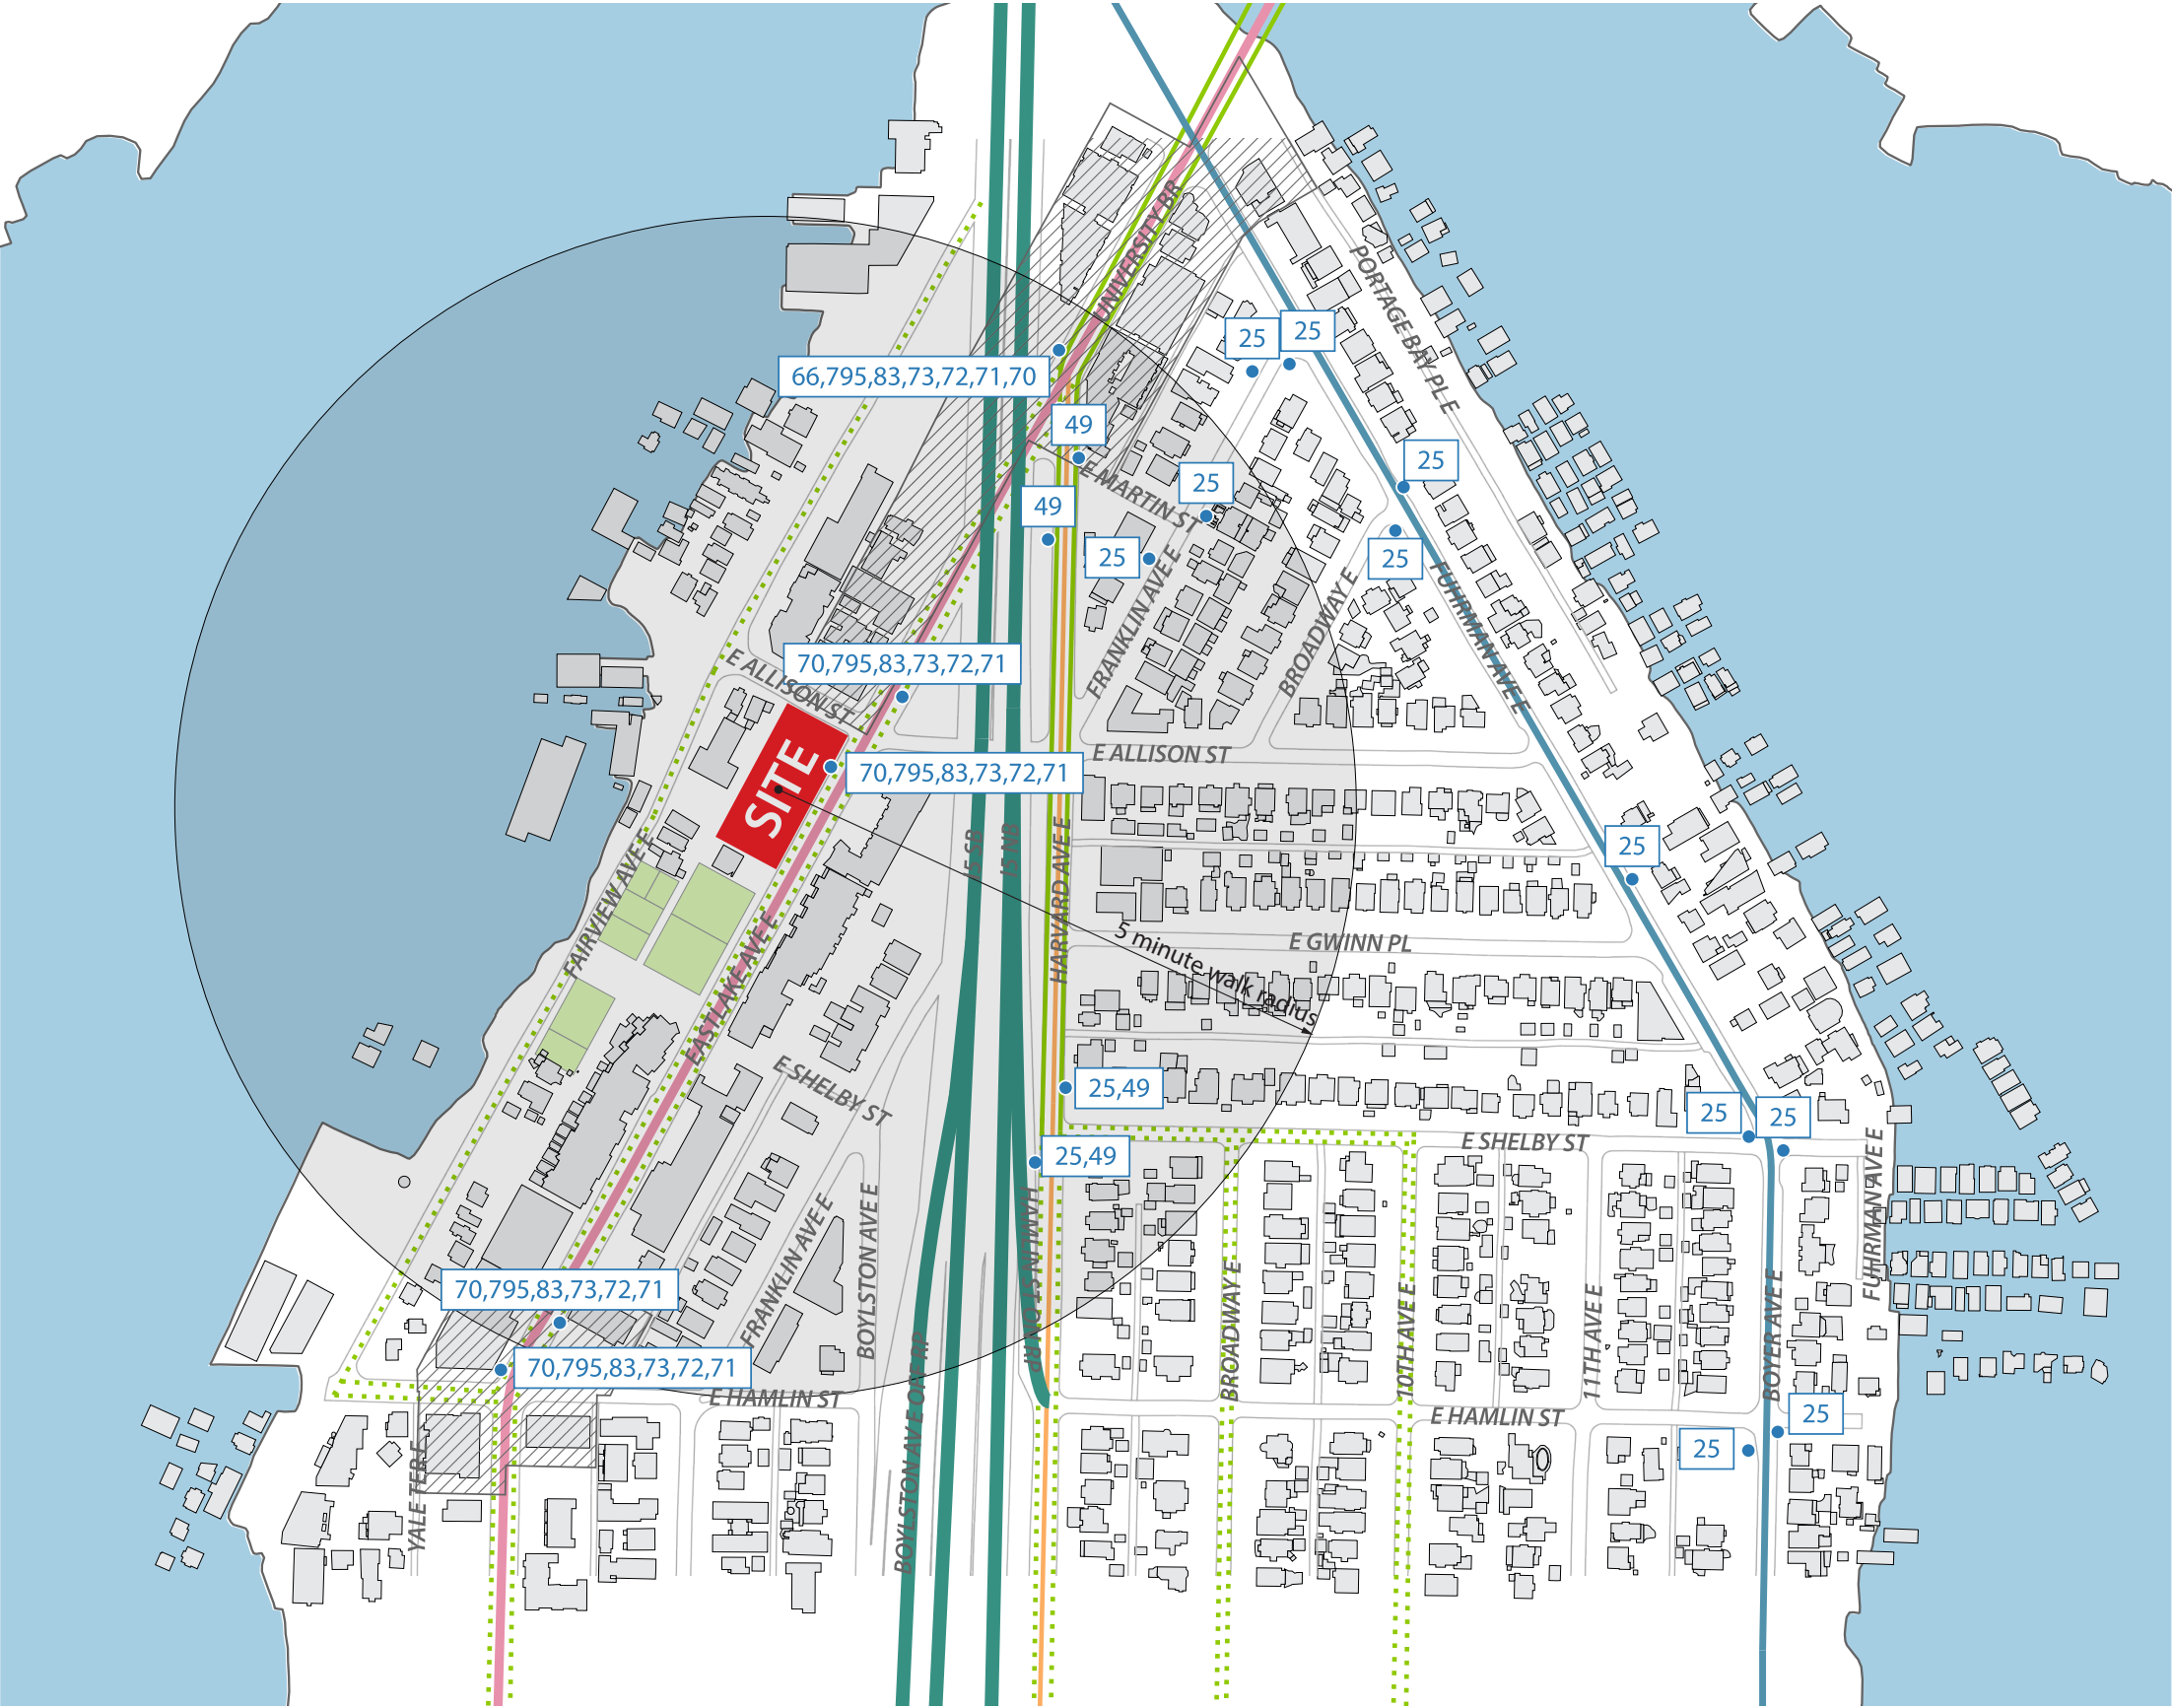 UNIVERSITY BR
PORTAGE BAY PL E
25
25
66,795,83,73,72,71,70
49
25
25
49
E MARTIN ST
25
25
FRANKLIN AVE E
BROADWAY E
FUHRMAN AVE E
70,795,83,73,72,71
E ALLISON ST
E ALLISON ST
SITE
70,795,83,73,72,71
I5 SB
I5 NB
HARVARD AVE E
25
FAIRVIEW AVE E
EASTLAKE AVE E
5 minute walk radius
E GWINN PL
E SHELBY ST
25,49
25
25
E SHELBY ST
25,49
FRANKLIN AVE E
BOYLSTON AVE E
HAMLIN ST ON RP
BROADWAY E
10TH AVE E
11TH AVE E
BOYER AVE E
FUHRMAN AVE E
70,795,83,73,72,71
70,795,83,73,72,71
E HAMLIN ST
E HAMLIN ST
25
25
YALE TER E
BOYLSTON AV E OFF RP